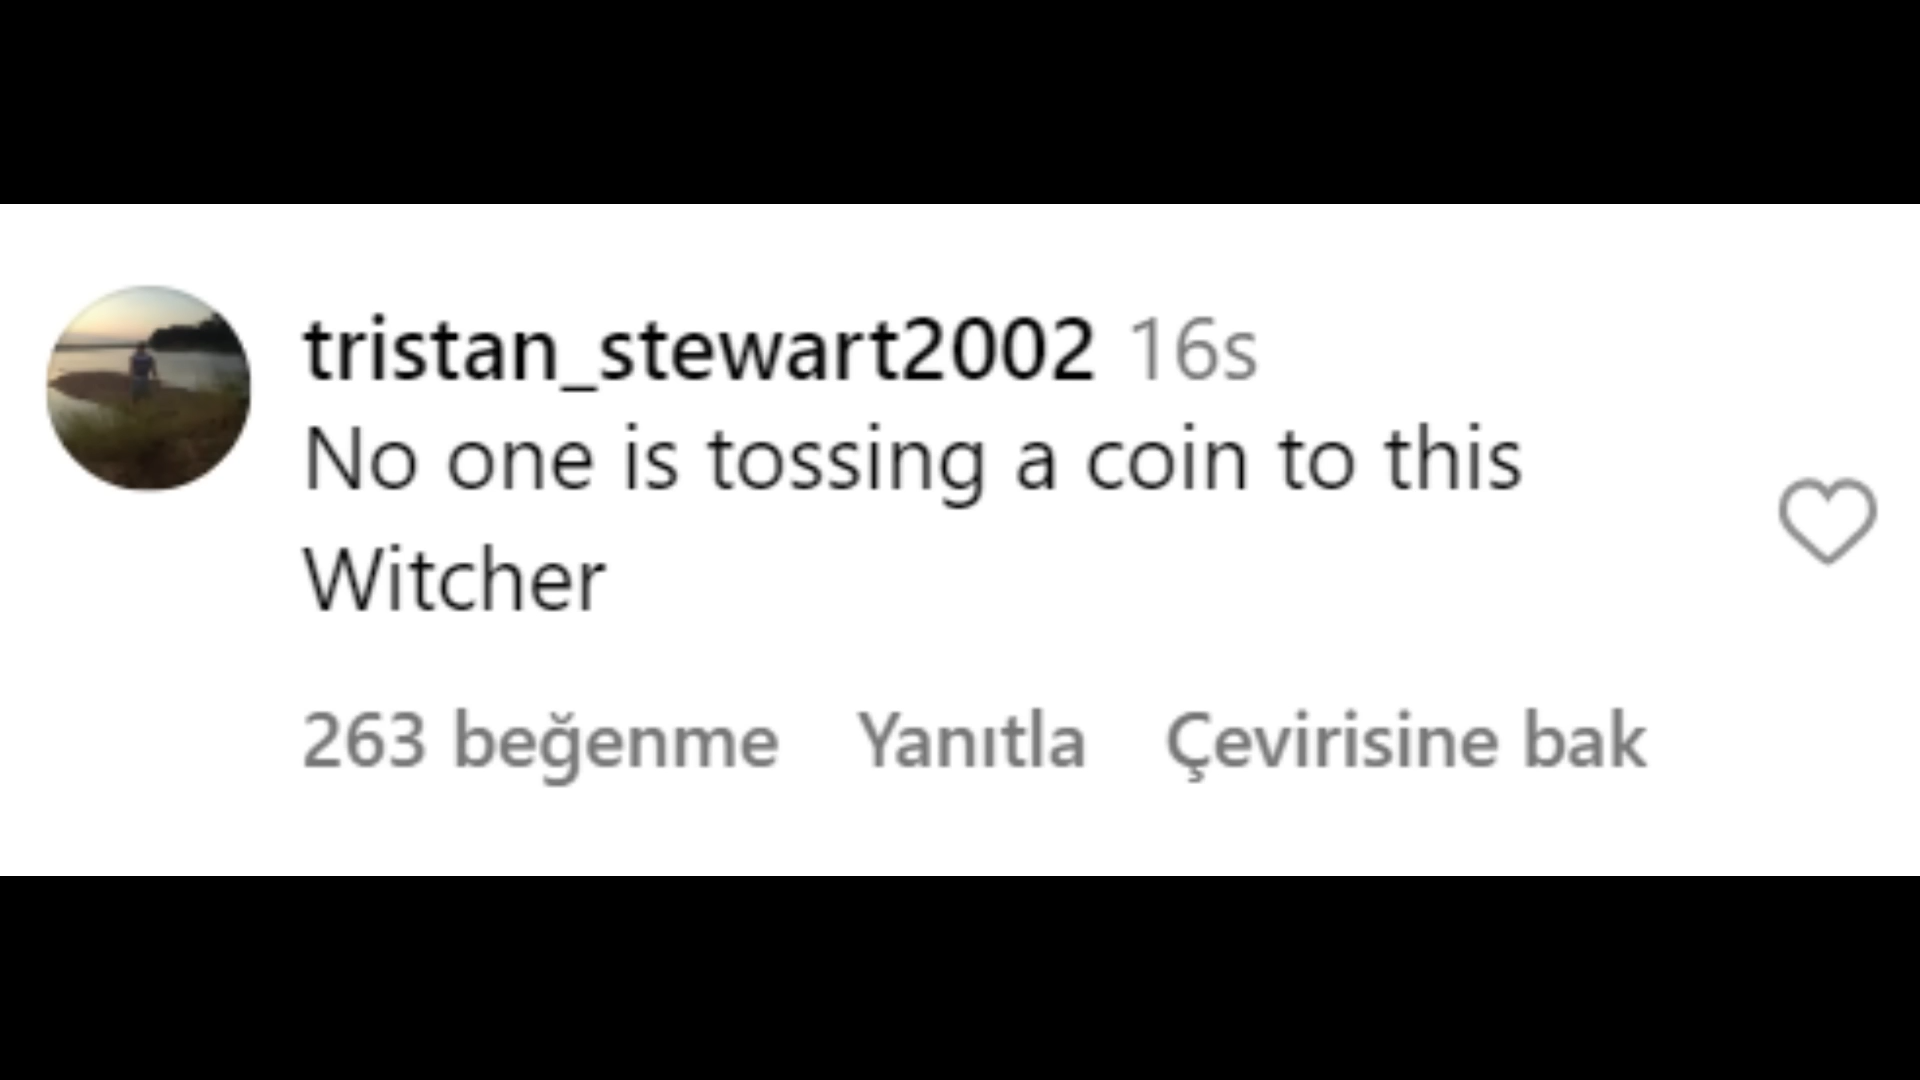 tristan_stewart2002 16s
No one is tossing a coin to this
Witcher
263 beğenme Yanıtla Çevirisine bak